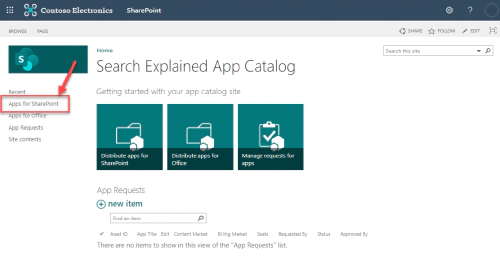 Contoso Electronics SharePoint
BROWSE PAGE SHARE FOLLOW EDIT
Home
Search this site
Search Explained App Catalog
Recent
Getting started with your app catalog site
Apps for SharePoint
Apps for Office
App Requests
Site contents
Distribute apps for SharePoint
Distribute apps for Office
Manage requests for apps
App Requests
new item
Find an item
Asset ID App Title Edit Content Market Billing Market Seats Requested By Status Approved By
There are no items to show in this view of the "App Requests" list.